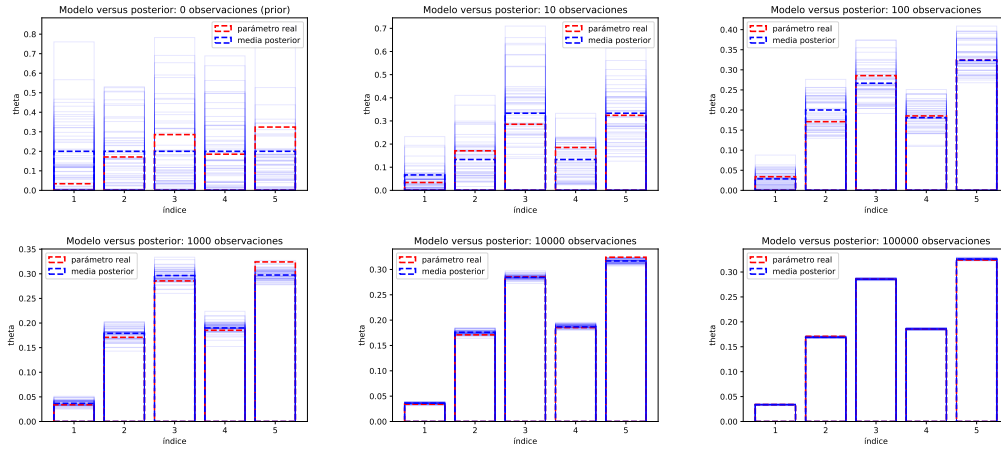 Modelo versus posterior: 0 observaciones (prior)
parámetro real
media posterior
theta
0.8
0.7
0.6
0.5
0.4
0.3
0.2
0.1
0.0
1 2 3 4 5
índice
Modelo versus posterior: 10 observaciones
parámetro real
media posterior
theta
0.7
0.6
0.5
0.4
0.3
0.2
0.1
0.0
1 2 3 4 5
índice
Modelo versus posterior: 100 observaciones
parámetro real
media posterior
theta
0.40
0.35
0.30
0.25
0.20
0.15
0.10
0.05
0.00
1 2 3 4 5
índice
Modelo versus posterior: 1000 observaciones
parámetro real
media posterior
theta
0.35
0.30
0.25
0.20
0.15
0.10
0.05
0.00
1 2 3 4 5
índice
Modelo versus posterior: 10000 observaciones
parámetro real
media posterior
theta
0.30
0.25
0.20
0.15
0.10
0.05
0.00
1 2 3 4 5
índice
Modelo versus posterior: 100000 observaciones
parámetro real
media posterior
theta
0.30
0.25
0.20
0.15
0.10
0.05
0.00
1 2 3 4 5
índice